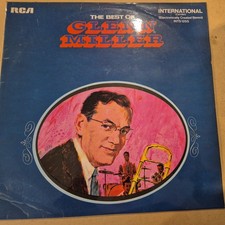 RCA
THE BEST OF
GLENN
MILLER
INTERNATIONAL